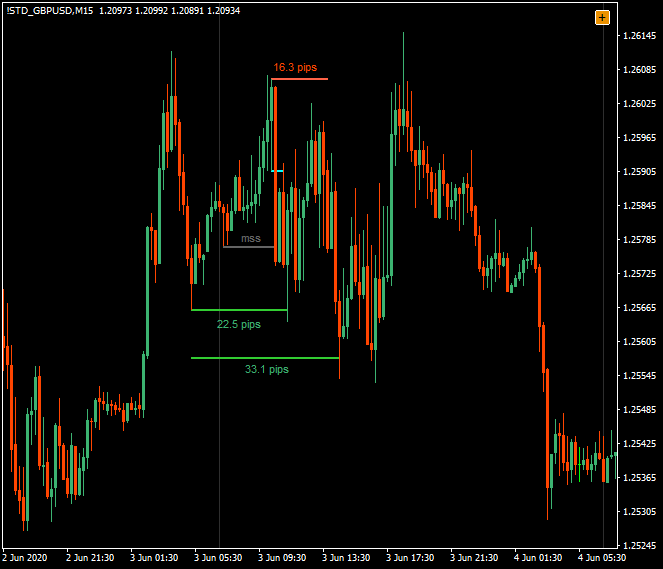 !STD_GBPUSD,M15 1.20973 1.20992 1.20891 1.20934
+
1.26145
16.3 pips
1.26085
1.26025
1.25965
1.25905
1.25845
mss
1.25785
1.25725
1.25665
22.5 pips
1.25605
33.1 pips
1.25545
1.25485
1.25425
1.25365
1.25305
1.25245
2 Jun 2020
2 Jun 21:30
3 Jun 01:30
3 Jun 05:30
3 Jun 09:30
3 Jun 13:30
3 Jun 17:30
3 Jun 21:30
4 Jun 01:30
4 Jun 05:30